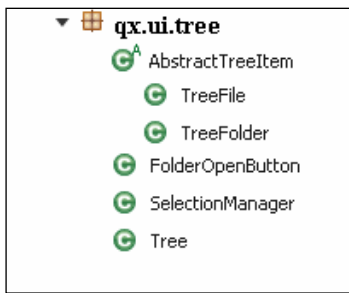 qx.ui.tree
AbstractTreeItem
TreeFile
TreeFolder
FolderOpenButton
SelectionManager
Tree